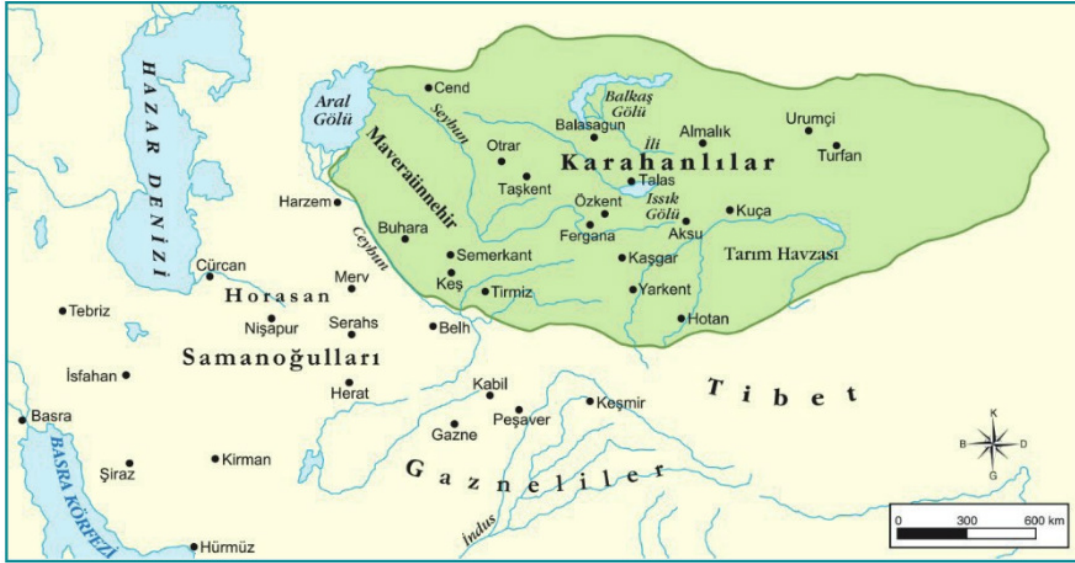 HAZAR DENİZİ
Aral
Gölü
Cend
Seyhun
Maveraünnehir
Balkaş
Gölü
Balasagun
İli
Almalık
Urumçi
Turfan
Otrar
Karahanlılar
Taşkent
Talas
Issık
Gölü
Özkent
Fergana
Kuça
Aksu
Harzem
Buhara
Ceyhun
Semerkant
Keş
Tirmiz
Kaşgar
Tarım Havzası
Yarkent
Hotan
Cürcan
Merv
Horasan
Tebriz
Nişapur
Serahs
Belh
Samanoğulları
İsfahan
Herat
Kabil
Keşmir
Tibet
Peşaver
Gazne
Basra
BASRA KÖRFEZİ
Şiraz
Kirman
Gazneliler
İndus
Hürmüz
K
B D
G
0 300 600 km